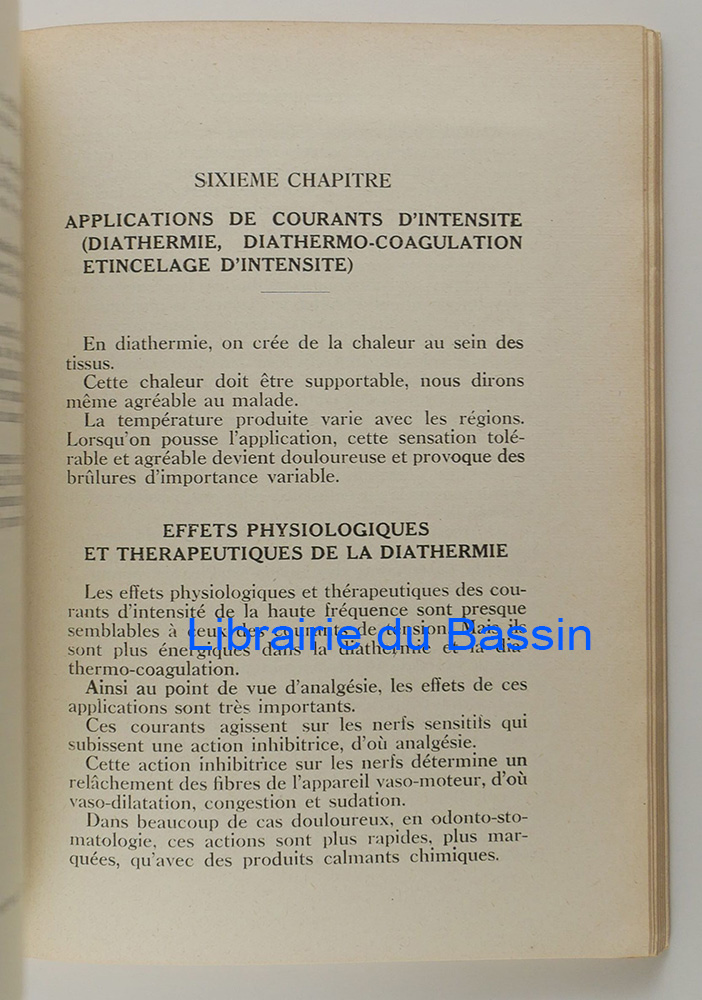 SIXIEME CHAPITRE
APPLICATIONS DE COURANTS D'INTENSITE
(DIATHERMIE, DIATHERMO-COAGULATION
ETINCELAGE D'INTENSITE)
En diathermie, on crée de la chaleur au sein des
tissus.
Cette chaleur doit être supportable, nous dirons
même agréable au malade.
La température produite varie avec les régions.
Lorsqu'on pousse l'application, cette sensation tolé-
rable et agréable devient douloureuse et provoque des
brûlures d'importance variable.
EFFETS PHYSIOLOGIQUES
ET THERAPEUTIQUES DE LA DIATHERMIE
Les effets physiologiques et thérapeutiques des cou-
rants d'intensité de la haute fréquence sont presque
semblables à ceux des courants de tension. Mais ils
Librairie du Bassin
sont plus énergiques dans la diathermie et la dia-
thermo-coagulation.
Ainsi au point de vue d'analgésie, les effets de ces
applications sont très importants.
Ces courants agissent sur les nerfs sensitifs qui
subissent une action inhibitrice, d'où analgésie.
Cette action inhibitrice sur les nerfs détermine un
relâchement des fibres de l'appareil vaso-moteur, d'où
vaso-dilatation, congestion et sudation.
Dans beaucoup de cas douloureux, en odonto-sto-
matologie, ces actions sont plus rapides, plus mar-
quées, qu'avec des produits calmants chimiques.